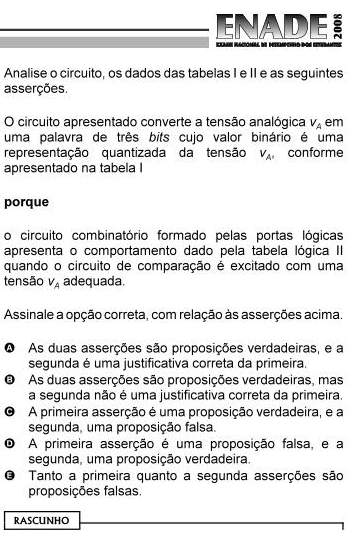 ENADE 2008
EXAME NACIONAL DE DESEMPENHO DOS ESTUDANTES
Analise o circuito, os dados das tabelas I e II e as seguintes
asserções.
O circuito apresentado converte a tensão analógica vA em
uma palavra de três bits cujo valor binário é uma
representação quantizada da tensão vA, conforme
apresentado na tabela I
porque
o circuito combinatório formado pelas portas lógicas
apresenta o comportamento dado pela tabela lógica II
quando o circuito de comparação é excitado com uma
tensão vA adequada.
Assinale a opção correta, com relação às asserções acima.
A As duas asserções são proposições verdadeiras, e a
segunda é uma justificativa correta da primeira.
B As duas asserções são proposições verdadeiras, mas
a segunda não é uma justificativa correta da primeira.
C A primeira asserção é uma proposição verdadeira, e a
segunda, uma proposição falsa.
D A primeira asserção é uma proposição falsa, e a
segunda, uma proposição verdadeira.
E Tanto a primeira quanto a segunda asserções são
proposições falsas.
RASCUNHO